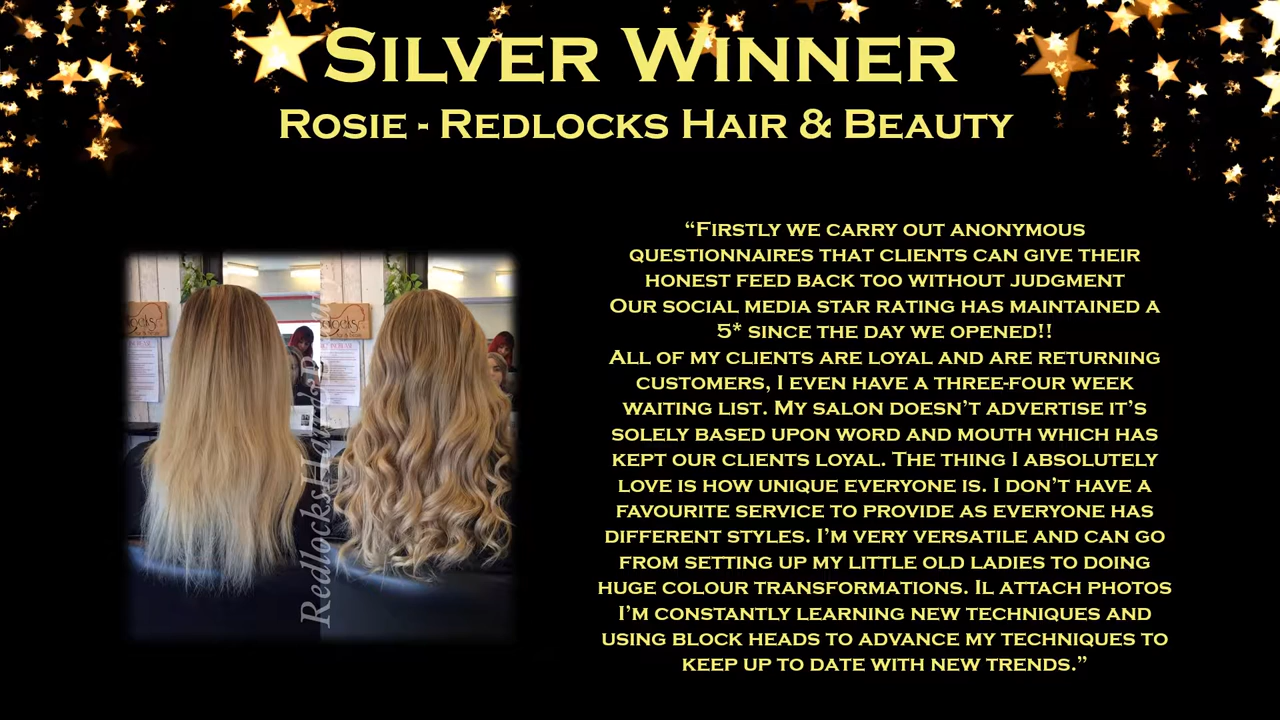 Silver Winner
Rosie - Redlocks Hair & Beauty
“Firstly we carry out anonymous
questionnaires that clients can give their
honest feed back too without judgment
Our social media star rating has maintained a
5* since the day we opened!!
All of my clients are loyal and are returning
customers, I even have a three-four week
waiting list. My salon doesn’t advertise it’s
solely based upon word and mouth which has
kept our clients loyal. The thing I absolutely
love is how unique everyone is. I don’t have a
favourite service to provide as everyone has
different styles. I’m very versatile and can go
from setting up my little old ladies to doing
huge colour transformations. Il attach photos
I’m constantly learning new techniques and
using block heads to advance my techniques to
keep up to date with new trends.”